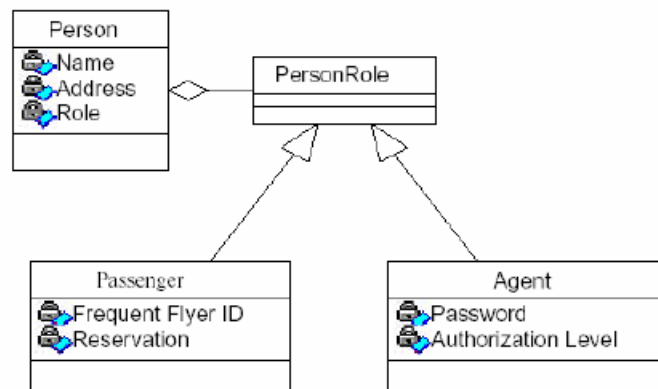 Person
Name
Address
Role
PersonRole
Passenger
Frequent Flyer ID
Reservation
Agent
Password
Authorization Level